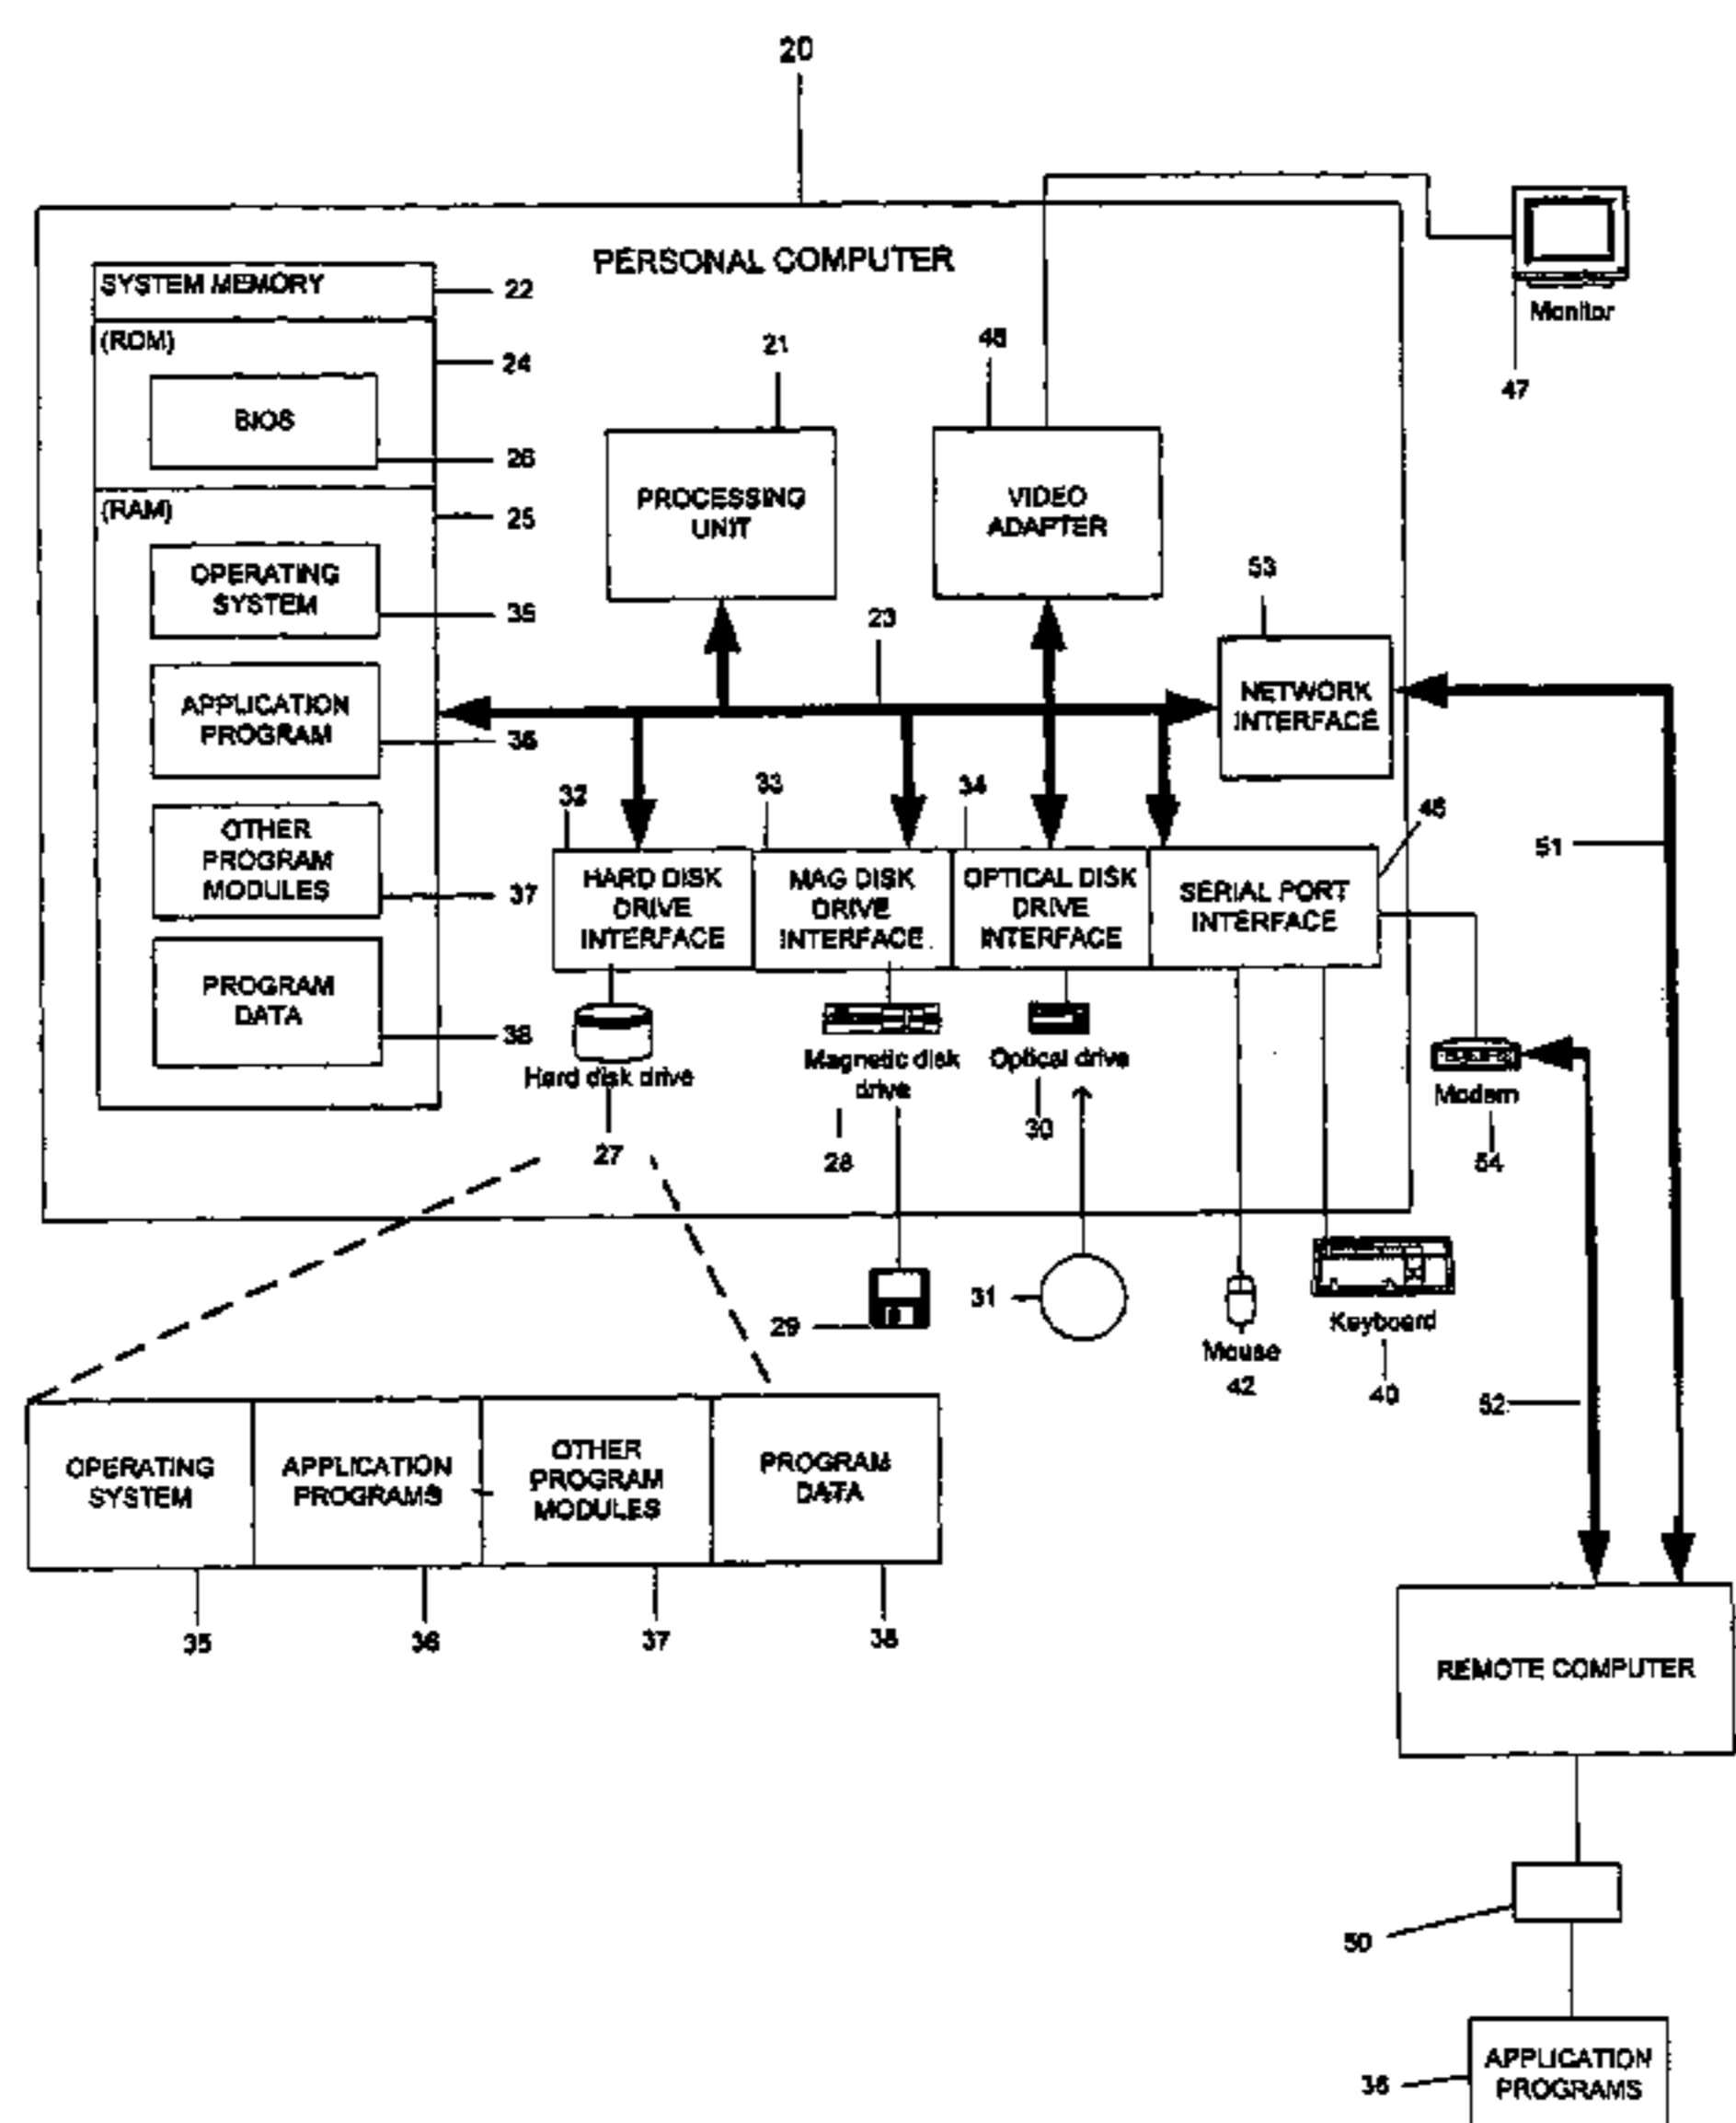 20
PERSONAL COMPUTER
SYSTEM MEMORY
22
(ROM)
24
BIOS
26
(RAM)
25
OPERATING
SYSTEM
35
APPLICATION
PROGRAM
36
OTHER
PROGRAM
MODULES
37
PROGRAM
DATA
38
21
PROCESSING
UNIT
48
VIDEO
ADAPTER
Monitor
47
23
53
NETWORK
INTERFACE
32
HARD DISK
DRIVE
INTERFACE
33
MAG DISK
DRIVE
INTERFACE
34
OPTICAL DISK
DRIVE
INTERFACE
46
SERIAL PORT
INTERFACE
51
Hard disk drive
27
Magnetic disk
drive
28
Optical drive
30
Modem
54
29
31
Mouse
42
Keyboard
40
52
OPERATING
SYSTEM
APPLICATION
PROGRAMS
OTHER
PROGRAM
MODULES
PROGRAM
DATA
35
36
37
38
REMOTE COMPUTER
50
APPLICATION
PROGRAMS
36